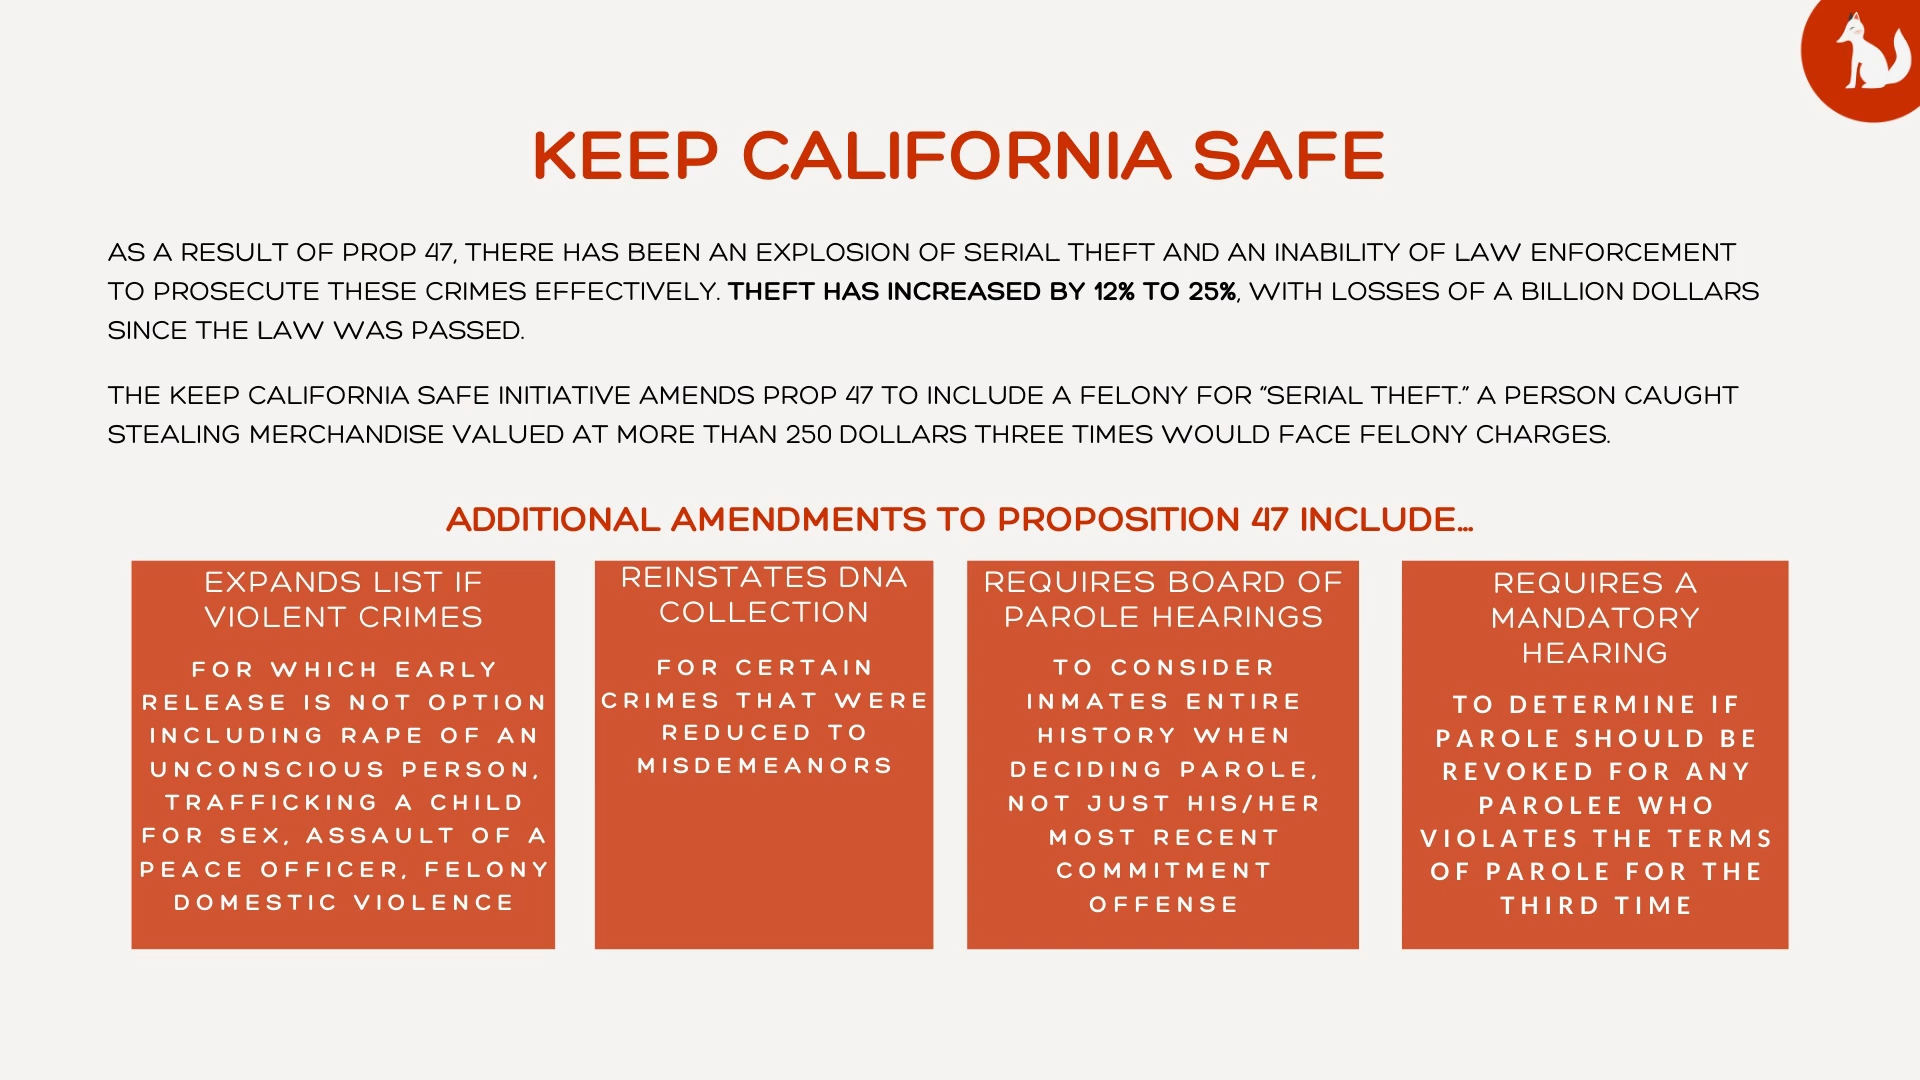 KEEP CALIFORNIA SAFE
AS A RESULT OF PROP 47, THERE HAS BEEN AN EXPLOSION OF SERIAL THEFT AND AN INABILITY OF LAW ENFORCEMENT
TO PROSECUTE THESE CRIMES EFFECTIVELY. THEFT HAS INCREASED BY 12% TO 25%, WITH LOSSES OF A BILLION DOLLARS
SINCE THE LAW WAS PASSED.
THE KEEP CALIFORNIA SAFE INITIATIVE AMENDS PROP 47 TO INCLUDE A FELONY FOR “SERIAL THEFT.” A PERSON CAUGHT
STEALING MERCHANDISE VALUED AT MORE THAN 250 DOLLARS THREE TIMES WOULD FACE FELONY CHARGES.
ADDITIONAL AMENDMENTS TO PROPOSITION 47 INCLUDE...
EXPANDS LIST IF
VIOLENT CRIMES
FOR WHICH EARLY
RELEASE IS NOT OPTION
INCLUDING RAPE OF AN
UNCONSCIOUS PERSON,
TRAFFICKING A CHILD
FOR SEX, ASSAULT OF A
PEACE OFFICER, FELONY
DOMESTIC VIOLENCE
REINSTATES DNA
COLLECTION
FOR CERTAIN
CRIMES THAT WERE
REDUCED TO
MISDEMEANORS
REQUIRES BOARD OF
PAROLE HEARINGS
TO CONSIDER
INMATES ENTIRE
HISTORY WHEN
DECIDING PAROLE,
NOT JUST HIS/HER
MOST RECENT
COMMITMENT
OFFENSE
REQUIRES A
MANDATORY
HEARING
TO DETERMINE IF
PAROLE SHOULD BE
REVOKED FOR ANY
PAROLEE WHO
VIOLATES THE TERMS
OF PAROLE FOR THE
THIRD TIME